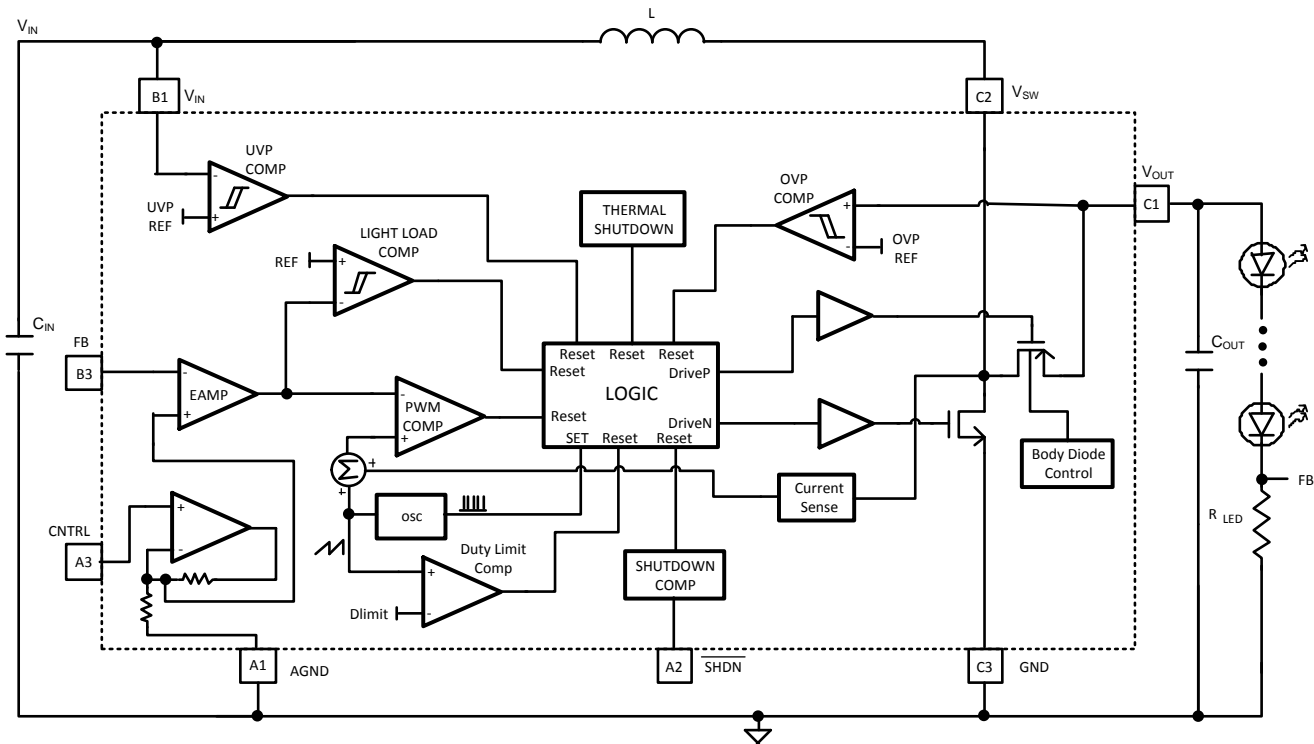 L
VIN
B1
VIN
C2
VSW
UVP
COMP
-
+
UVP
REF
THERMAL
SHUTDOWN
OVP
COMP
+
-
OVP
REF
VOUT
C1
LIGHT LOAD
COMP
REF
+
-
CIN
FB
B3
-
+
EAMP
-
+
PWM
COMP
Reset
Reset
Reset
Reset
DriveP
LOGIC
Reset
DriveN
SET
Reset
Reset
COUT
Body Diode
Control
FB
R LED
Σ
+
+
osc
Current
Sense
CNTRL
A3
+
-
Duty Limit
Comp
+
-
Dlimit
SHUTDOWN
COMP
A1
AGND
A2
SHDN
C3
GND